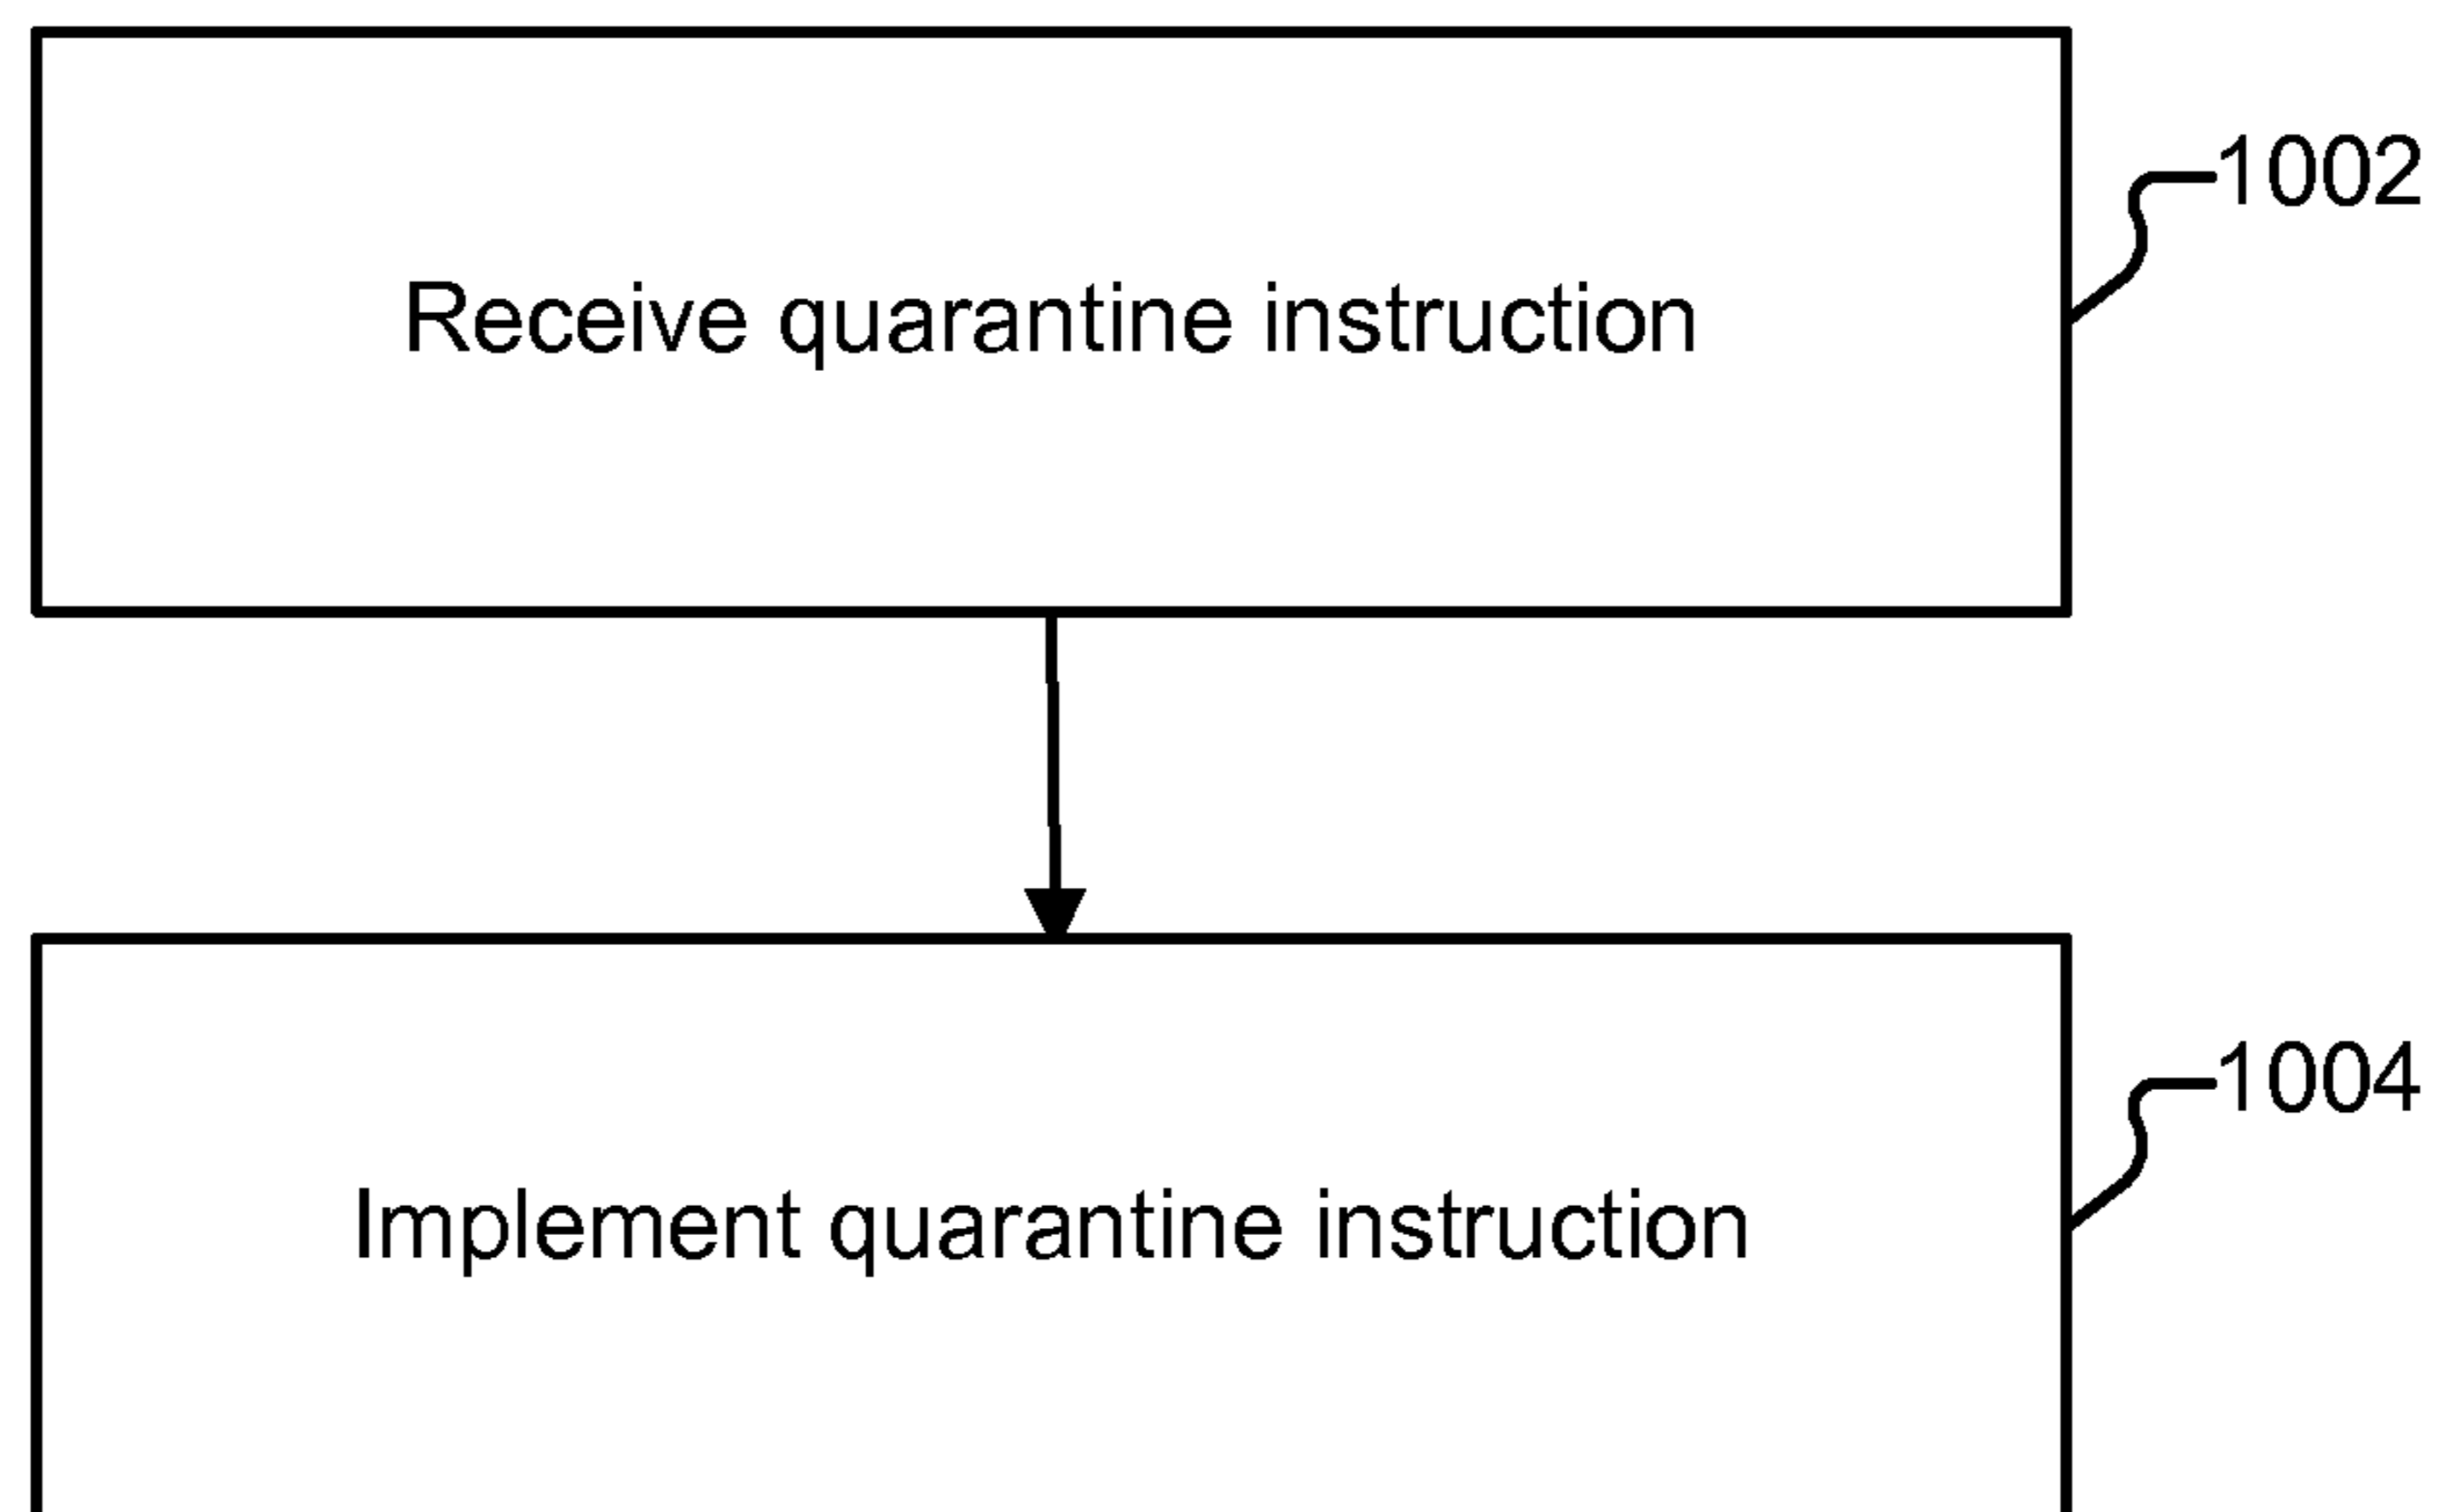 1002
Receive quarantine instruction
1004
Implement quarantine instruction